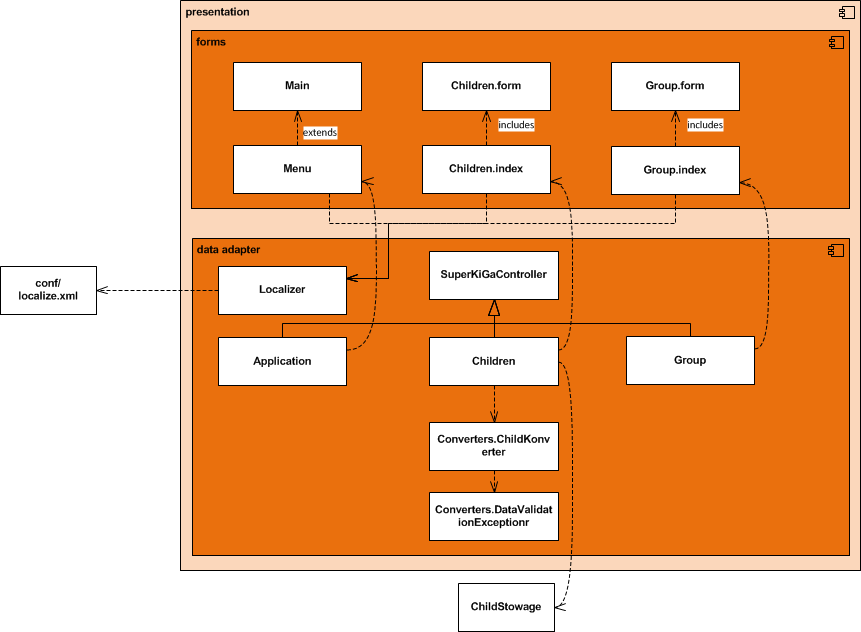 presentation
forms
Main
Children.form
Group.form
extends
includes
includes
Menu
Children.index
Group.index
data adapter
SuperKiGaController
conf/
localize.xml
Localizer
Application
Children
Group
Converters.ChildKonv
erter
Converters.DataValidat
ionExceptionr
ChildStowage